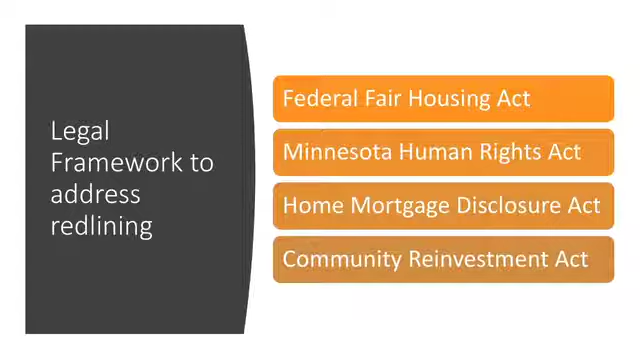 Legal
Framework to
address
redlining
Federal Fair Housing Act
Minnesota Human Rights Act
Home Mortgage Disclosure Act
Community Reinvestment Act